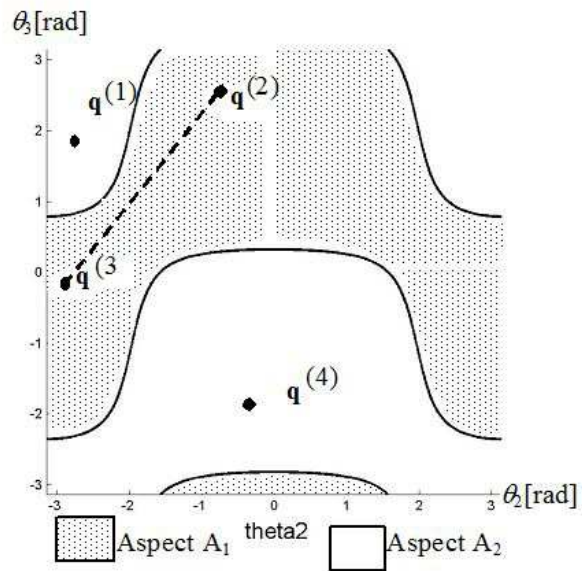 θ3[rad]
3
q(1)
q(2)
2
1
0
q(3
-1
q(4)
-2
-3
-3 -2 -1 0 1 2 3 θ2[rad]
theta2
Aspect A1
Aspect A2